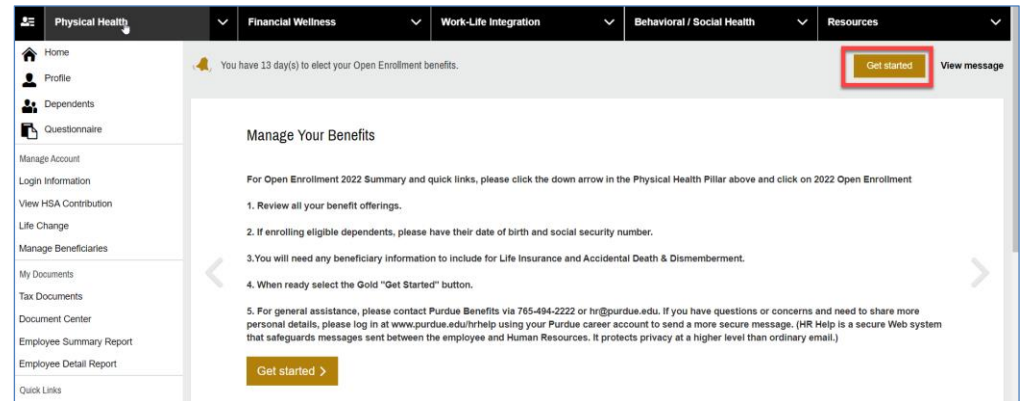 Physical Health
Financial Wellness
Work-Life Integration
Behavioral / Social Health
Resources
Home
Profile
Dependents
Questionnaire
Manage Account
Login Information
View HSA Contribution
Life Change
Manage Beneficiaries
My Documents
Tax Documents
Document Center
Employee Summary Report
Employee Detail Report
Quick Links
You have 13 day(s) to elect your Open Enrollment benefits.
Get started
View message
Manage Your Benefits
For Open Enrollment 2022 Summary and quick links, please click the down arrow in the Physical Health Pillar above and click on 2022 Open Enrollment
1. Review all your benefit offerings.
2. If enrolling eligible dependents, please have their date of birth and social security number.
3.You will need any beneficiary information to include for Life Insurance and Accidental Death & Dismemberment.
4. When ready select the Gold "Get Started" button.
5. For general assistance, please contact Purdue Benefits via 765-494-2222 or hr@purdue.edu. If you have questions or concerns and need to share more
personal details, please log in at www.purdue.edu/hrhelp using your Purdue career account to send a more secure message. (HR Help is a secure Web system
that safeguards messages sent between the employee and Human Resources. It protects privacy at a higher level than ordinary email.)
Get started >